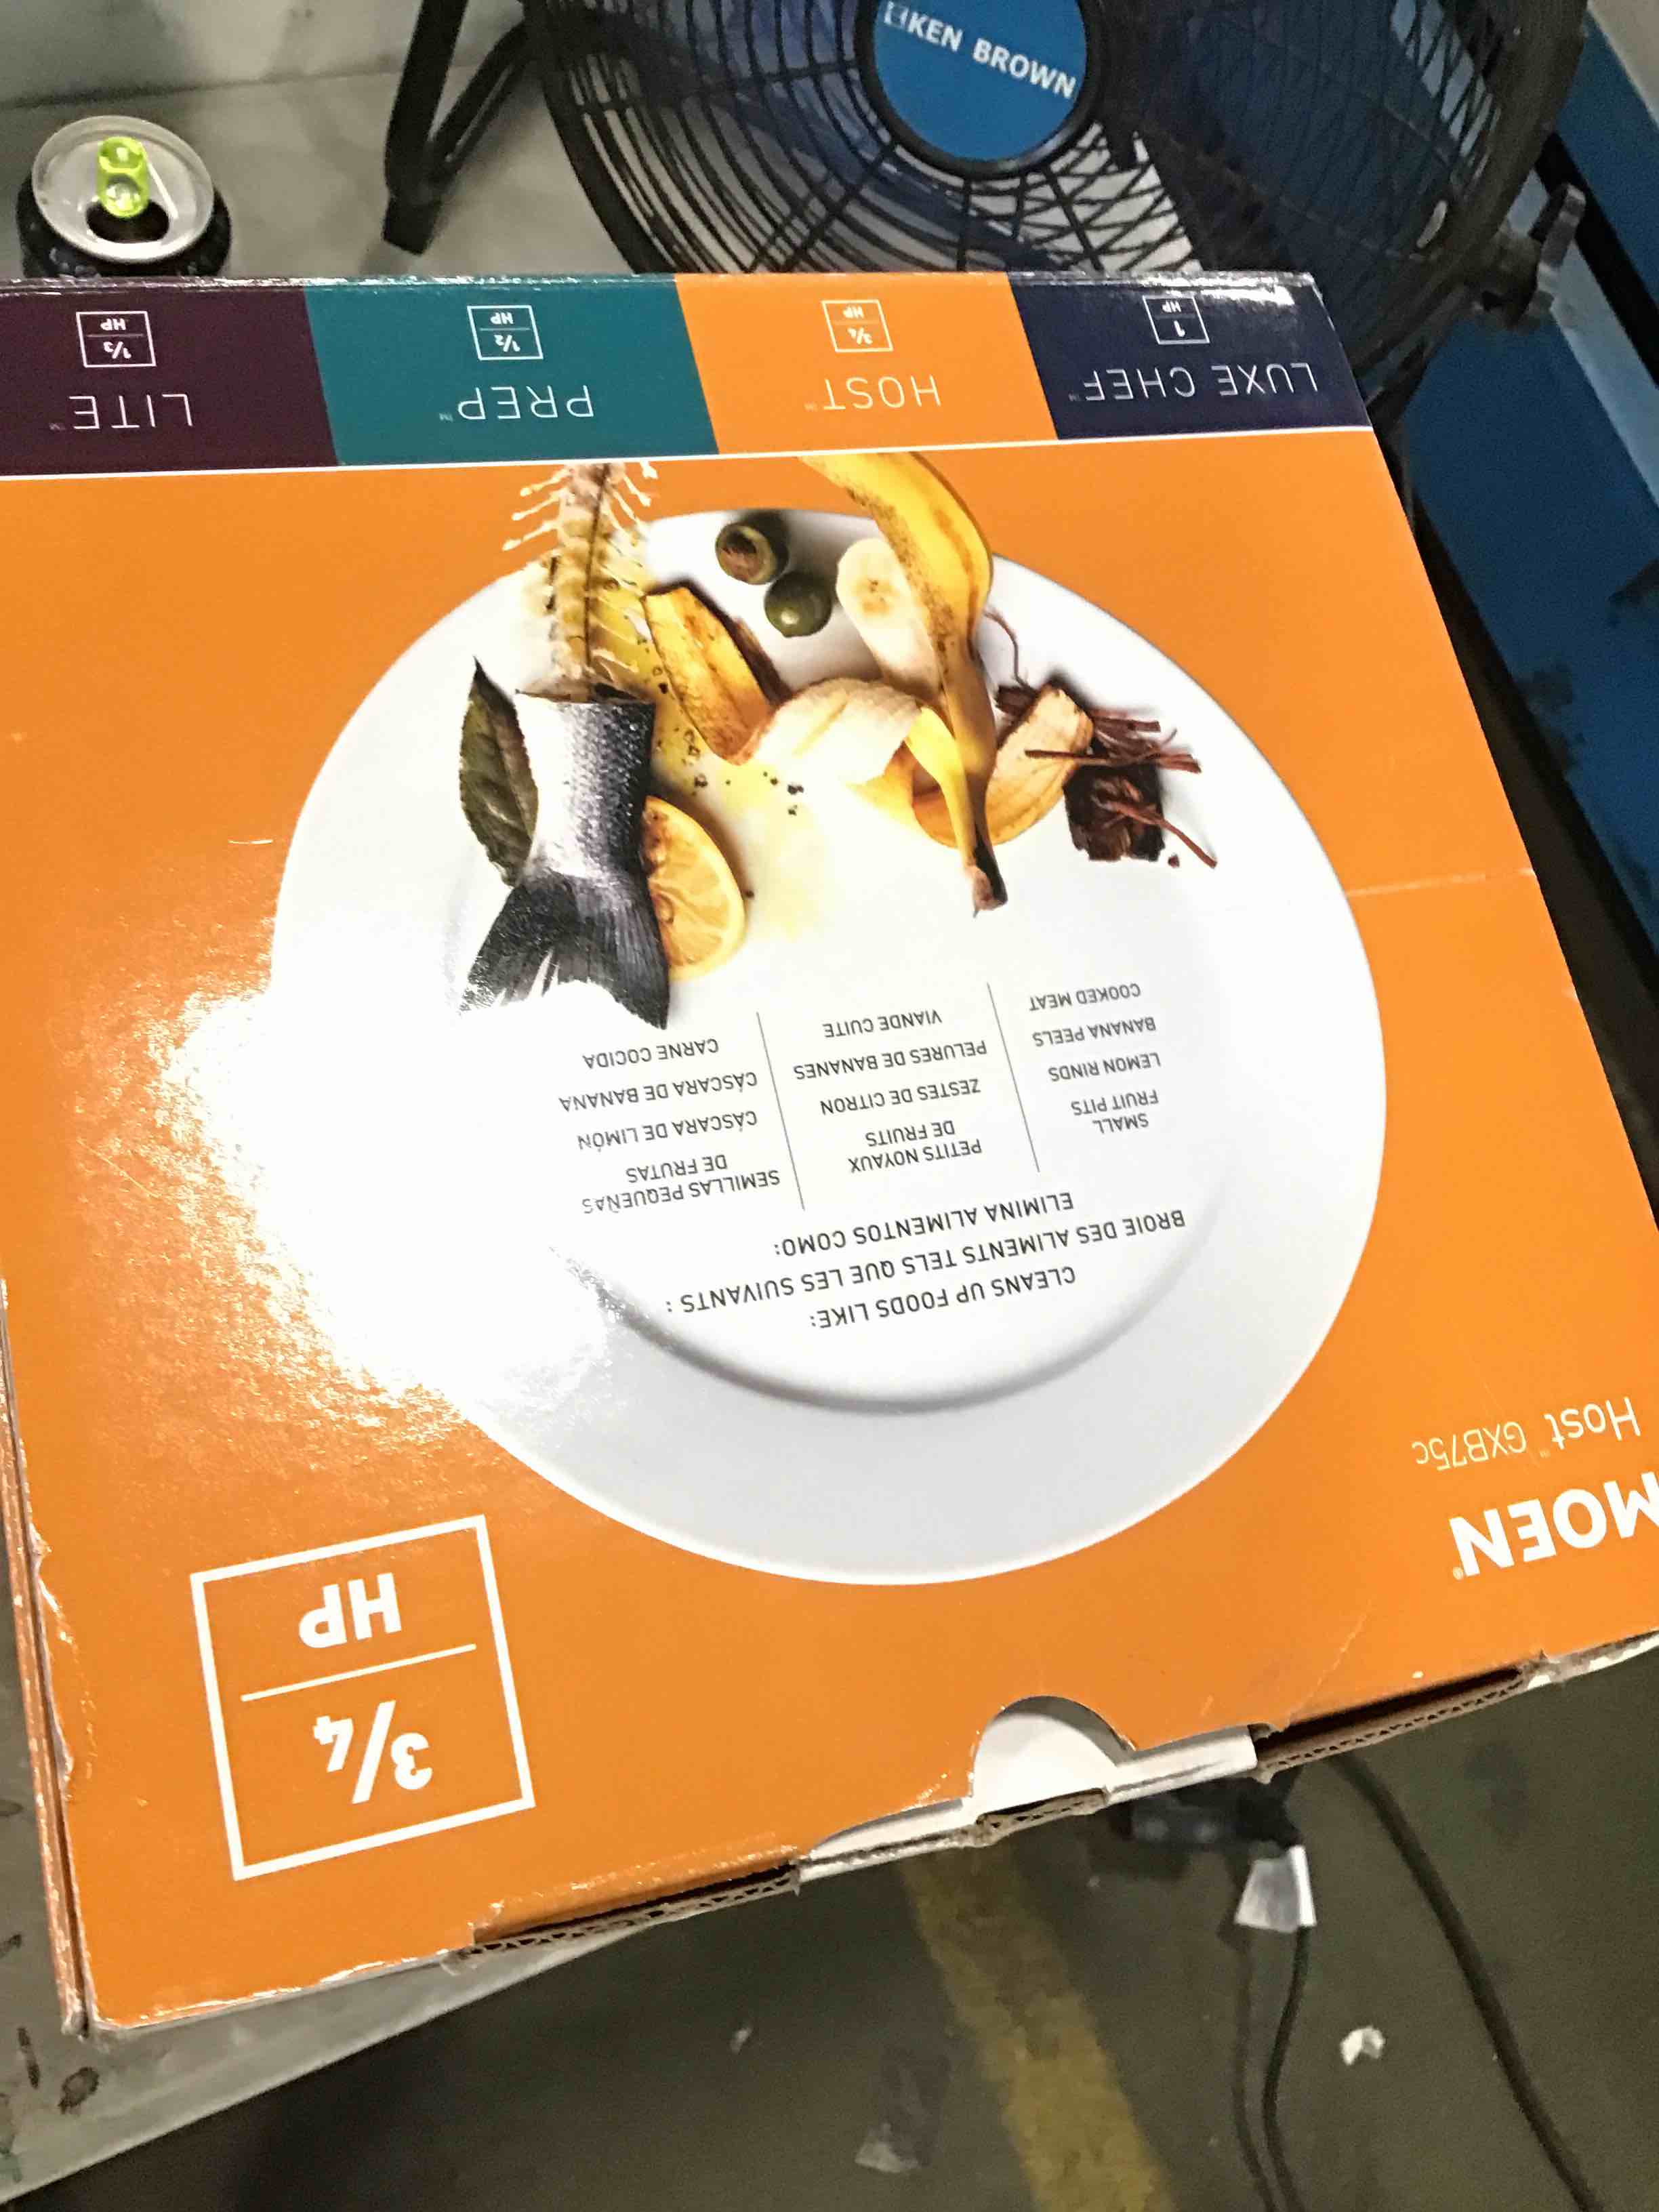 KEN BROWN
MOEN®
Host™ GXB75c
3/4
HP
CLEANS UP FOODS LIKE:
BROIE DES ALIMENTS TELS QUE LES SUIVANTS :
ELIMINA ALIMENTOS COMO:
SMALL
FRUIT PITS
LEMON RINDS
BANANA PEELS
COOKED MEAT
PETITS NOYAUX
DE FRUITS
ZESTES DE CITRON
PELURES DE BANANES
VIANDE CUITE
SEMILLAS PEQUEÑAS
DE FRUTAS
CÁSCARA DE LIMÓN
CÁSCARA DE BANANA
CARNE COCIDA
LUXE CHEF™
1
HP
HOST™
3/4
HP
PREP™
1/2
HP
LITE™
1/3
HP